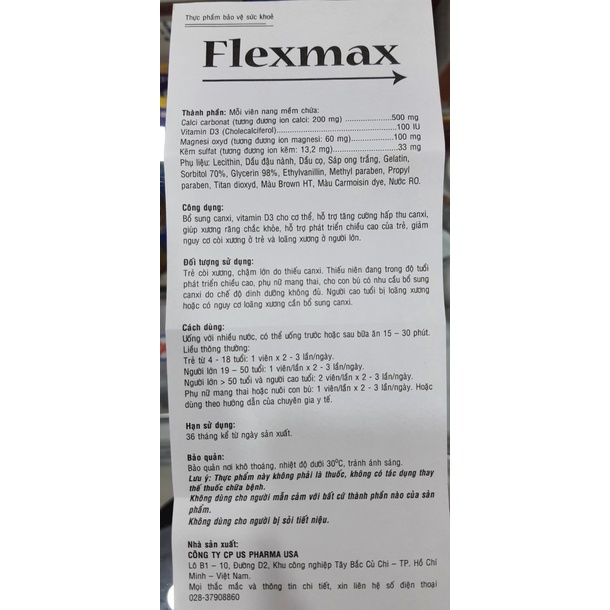 Thực phẩm bảo vệ sức khoẻ
Flexmax
Thành phần: Mỗi viên nang mềm chứa:
Calci carbonat (tương đương ion calci: 200 mg) ....................500 mg
Vitamin D3 (Cholecalciferol)................................100 IU
Magnesi oxyd (tương đương ion magnesi: 60 mg)................100 mg
Kẽm sulfat (tương đương ion kẽm: 13,2 mg)........................33 mg
Phụ liệu: Lecithin, Dầu đậu nành, Dầu cọ, Sáp ong trắng, Gelatin,
Sorbitol 70%, Glycerin 98%, Ethylvanillin, Methyl paraben, Propyl
paraben, Titan dioxyd, Màu Brown HT, Màu Carmoisin dye, Nước RO.
Công dụng:
Bổ sung canxi, vitamin D3 cho cơ thể, hỗ trợ tăng cường hấp thu canxi,
giúp xương răng chắc khỏe, hỗ trợ phát triển chiều cao của trẻ, giảm
nguy cơ còi xương ở trẻ và loãng xương ở người lớn.
Đối tượng sử dụng:
Trẻ còi xương, chậm lớn do thiếu canxi. Thiếu niên đang trong độ tuổi
phát triển chiều cao, phụ nữ mang thai, cho con bú có nhu cầu bổ sung
canxi do chế độ dinh dưỡng không đủ. Người cao tuổi bị loãng xương
hoặc có nguy cơ loãng xương cần bổ sung canxi.
Cách dùng:
Uống với nhiều nước, có thể uống trước hoặc sau bữa ăn 15 – 30 phút.
Liều thông thường:
Trẻ từ 4 - 18 tuổi: 1 viên x 2 - 3 lần/ngày.
Người lớn 19 – 50 tuổi: 1 viên/lần x 2 - 3 lần/ngày.
Người lớn > 50 tuổi và người cao tuổi: 2 viên/lần x 2 - 3 lần/ngày.
Phụ nữ mang thai hoặc nuôi con bú: 1 viên/lần x 2 - 3 lần/ngày. Hoặc
dùng theo hướng dẫn của chuyên gia y tế.
Hạn sử dụng:
36 tháng kể từ ngày sản xuất.
Bảo quản:
Bảo quản nơi khô thoáng, nhiệt độ dưới 30⁰C, tránh ánh sáng.
Lưu ý: Thực phẩm này không phải là thuốc, không có tác dụng thay
thế thuốc chữa bệnh.
Không dùng cho người mẫn cảm với bất cứ thành phần nào của sản
phẩm.
Không dùng cho người bị sỏi tiết niệu.
Nhà sản xuất:
CÔNG TY CP US PHARMA USA
Lô B1 – 10, Đường D2, Khu công nghiệp Tây Bắc Củ Chi – TP. Hồ Chí
Minh – Việt Nam.
Mọi thắc mắc và thông tin chi tiết, xin liên hệ số điện thoại
028-37908860